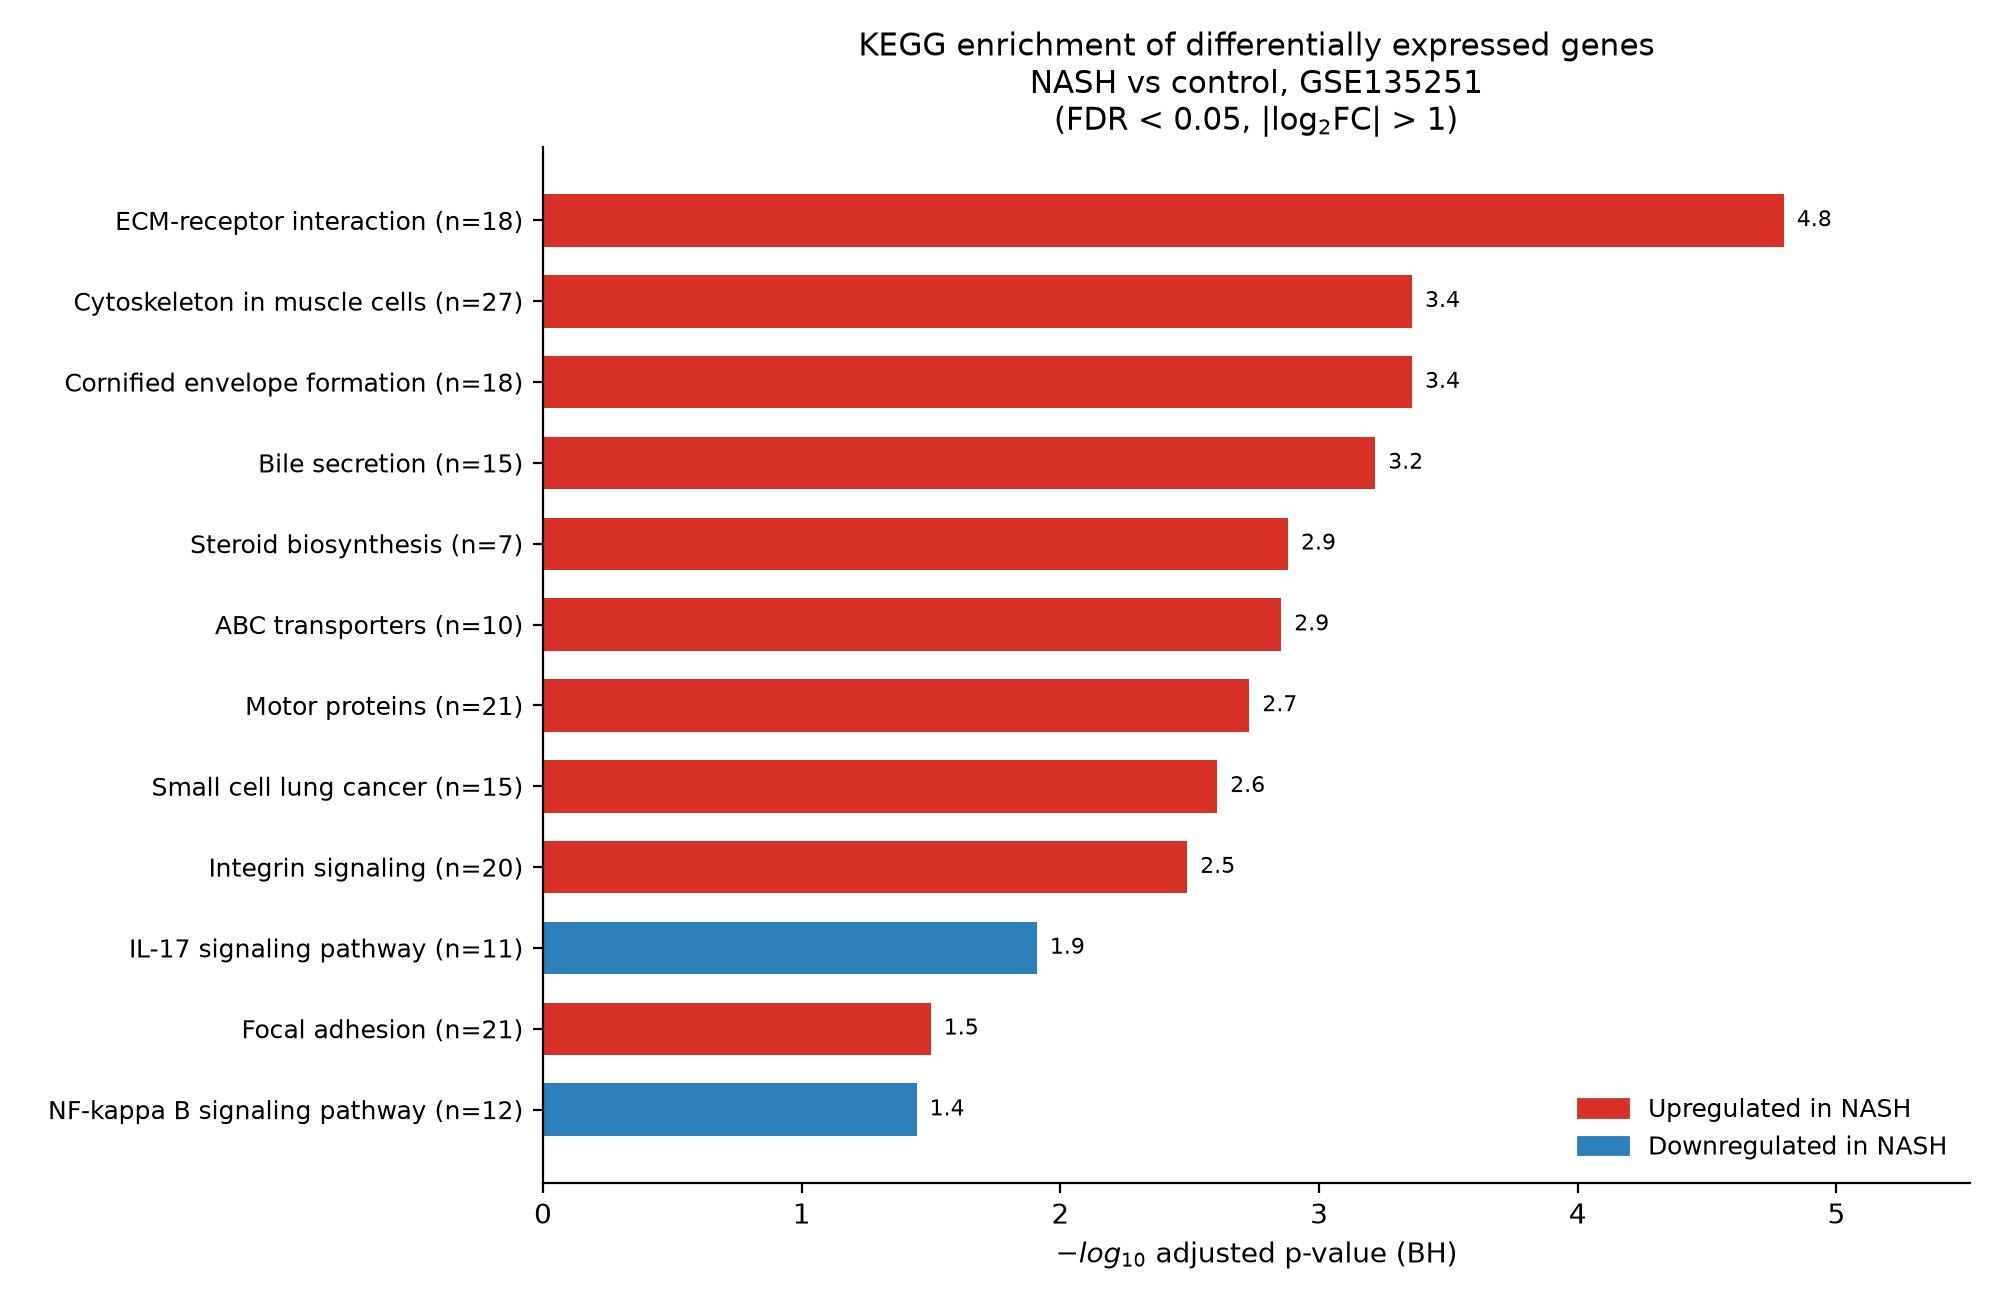 KEGG enrichment of differentially expressed genes
NASH vs control, GSE135251
(FDR < 0.05, |log₂FC| > 1)
ECM-receptor interaction (n=18) 4.8
Cytoskeleton in muscle cells (n=27) 3.4
Cornified envelope formation (n=18) 3.4
Bile secretion (n=15) 3.2
Steroid biosynthesis (n=7) 2.9
ABC transporters (n=10) 2.9
Motor proteins (n=21) 2.7
Small cell lung cancer (n=15) 2.6
Integrin signaling (n=20) 2.5
IL-17 signaling pathway (n=11) 1.9
Focal adhesion (n=21) 1.5
NF-kappa B signaling pathway (n=12) 1.4
Upregulated in NASH
Downregulated in NASH
0 1 2 3 4 5
−log₁₀ adjusted p-value (BH)